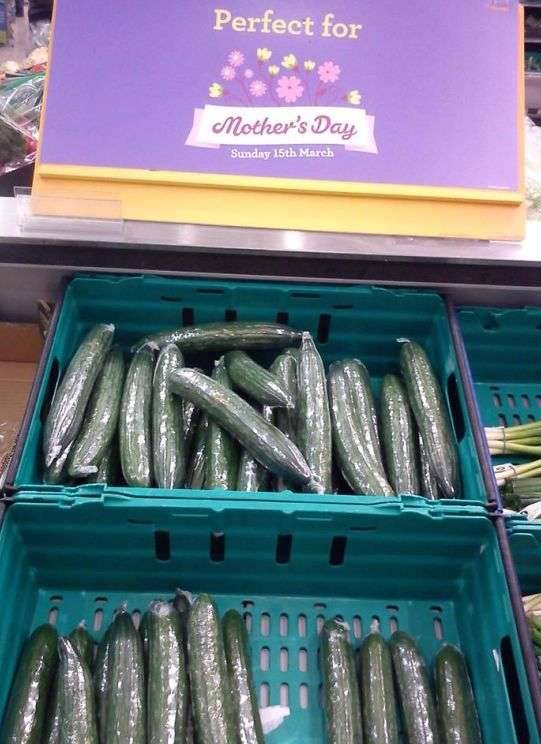 Perfect for
Mother's Day
Sunday 15th March